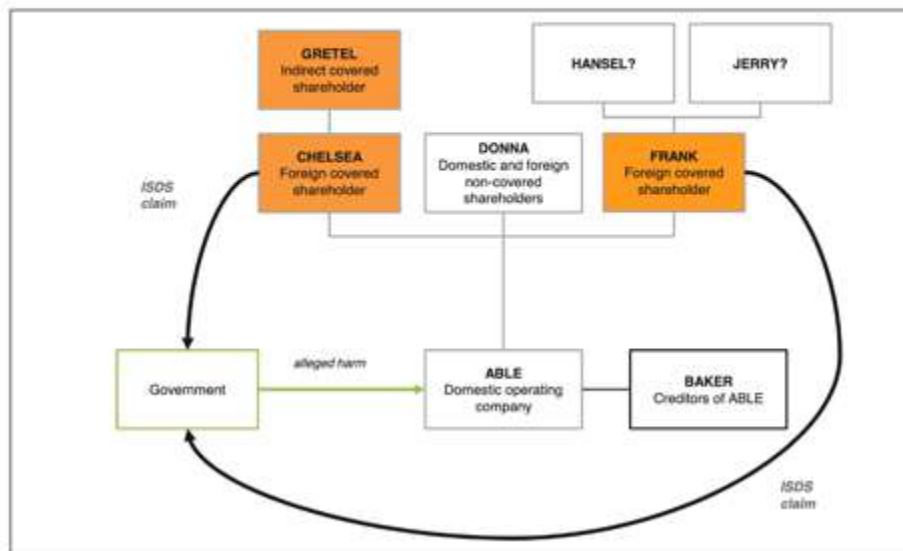 GRETEL
Indirect covered
shareholder
HANSEL?
JERRY?
CHELSEA
Foreign covered
shareholder
DONNA
Domestic and foreign
non-covered
shareholders
FRANK
Foreign covered
shareholder
ISDS
claim
Government
alleged harm
ABLE
Domestic operating
company
BAKER
Creditors of ABLE
ISDS
claim